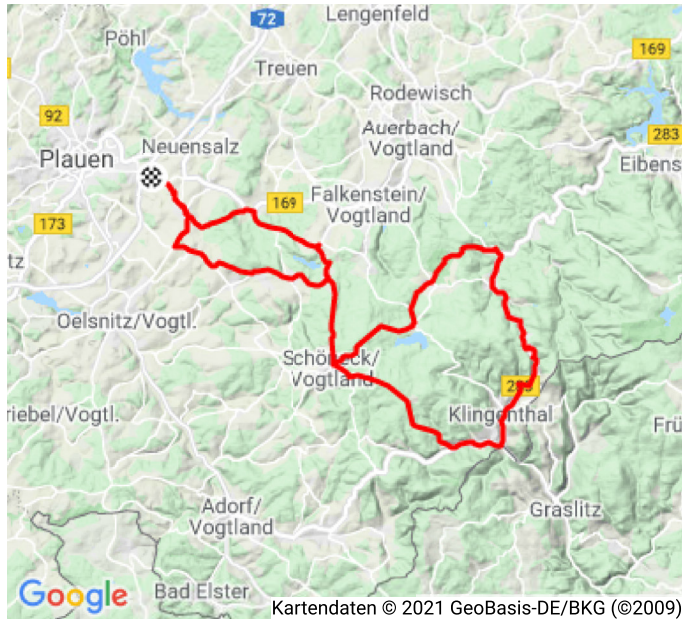 Lengenfeld
72
Pöhl
169
Treuen
Rodewisch
92
Auerbach/
Vogtland
283
Neuensalz
Plauen
Eibens
169
Falkenstein/
Vogtland
173
tz
Oelsnitz/Vogtl.
Schöneck/
Vogtland
riebel/Vogtl.
Klingenthal
Frü
Adorf/
Vogtland
Graslitz
Bad Elster
Google
Kartendaten © 2021 GeoBasis-DE/BKG (©2009)